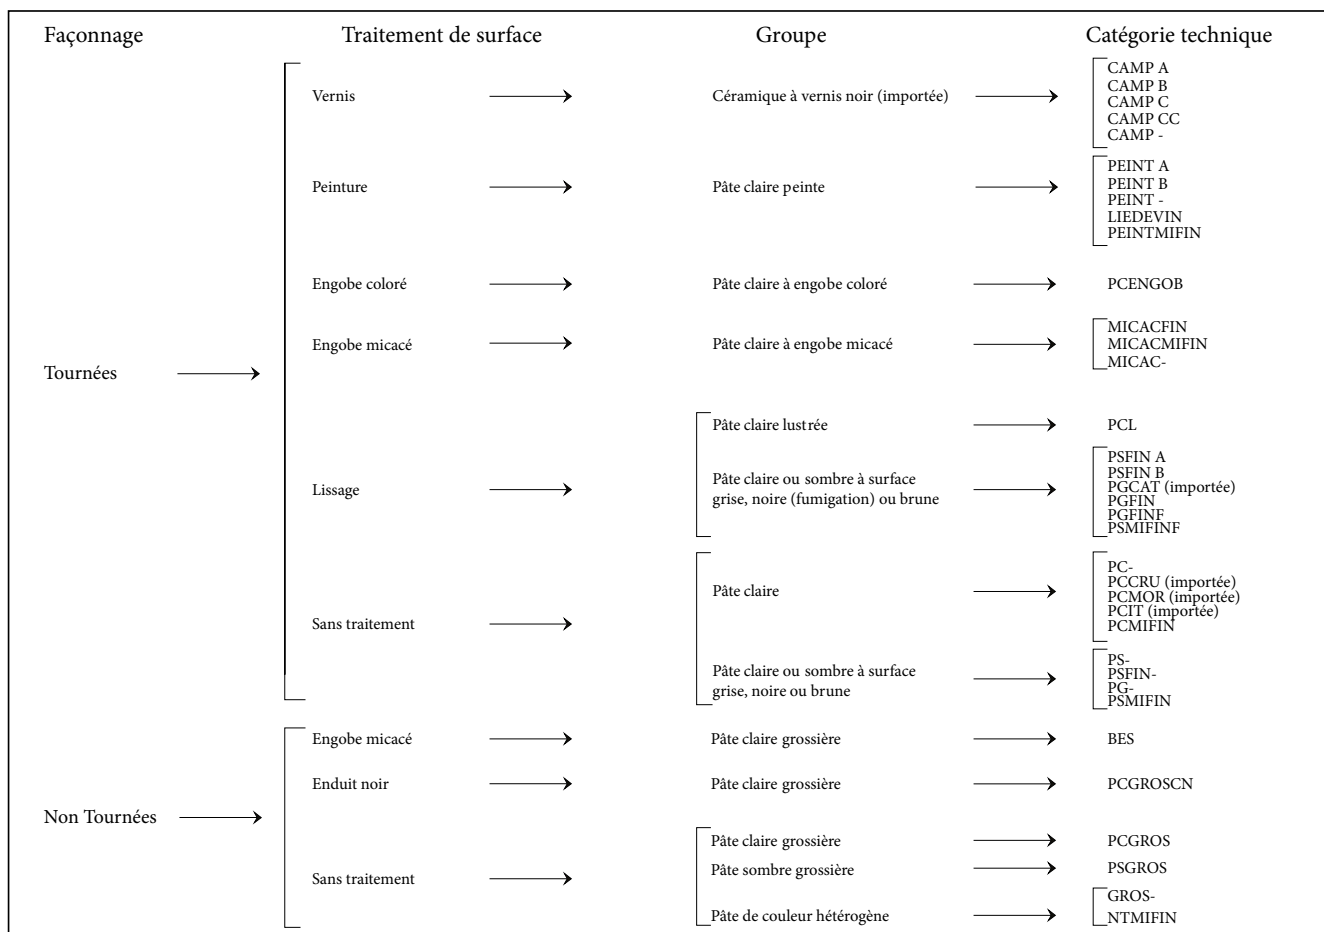 Façonnage Traitement de surface Groupe Catégorie technique
Vernis Céramique à vernis noir (importée)
CAMP A
CAMP B
CAMP C
CAMP CC
CAMP -
Peinture Pâte claire peinte
PEINT A
PEINT B
PEINT -
LIEDEVIN
PEINTMIFIN
Engobe coloré Pâte claire à engobe coloré PCENGOB
Engobe micacé Pâte claire à engobe micacé
MICACFIN
MICACMIFIN
MICAC-
Tournées
Pâte claire lustrée PCL
Lissage
Pâte claire ou sombre à surface
grise, noire (fumigation) ou brune
PSFIN A
PSFIN B
PGCAT (importée)
PGFIN
PGFINF
PSMIFINF
Sans traitement
Pâte claire
PC-
PCCRU (importée)
PCMOR (importée)
PCIT (importée)
PCMIFIN
Pâte claire ou sombre à surface
grise, noire ou brune
PS-
PSFIN-
PG-
PSMIFIN
Engobe micacé Pâte claire grossière BES
Enduit noir Pâte claire grossière PCGROSCN
Non Tournées
Sans traitement
Pâte claire grossière PCGROS
Pâte sombre grossière PSGROS
Pâte de couleur hétérogène
GROS-
NTMIFIN